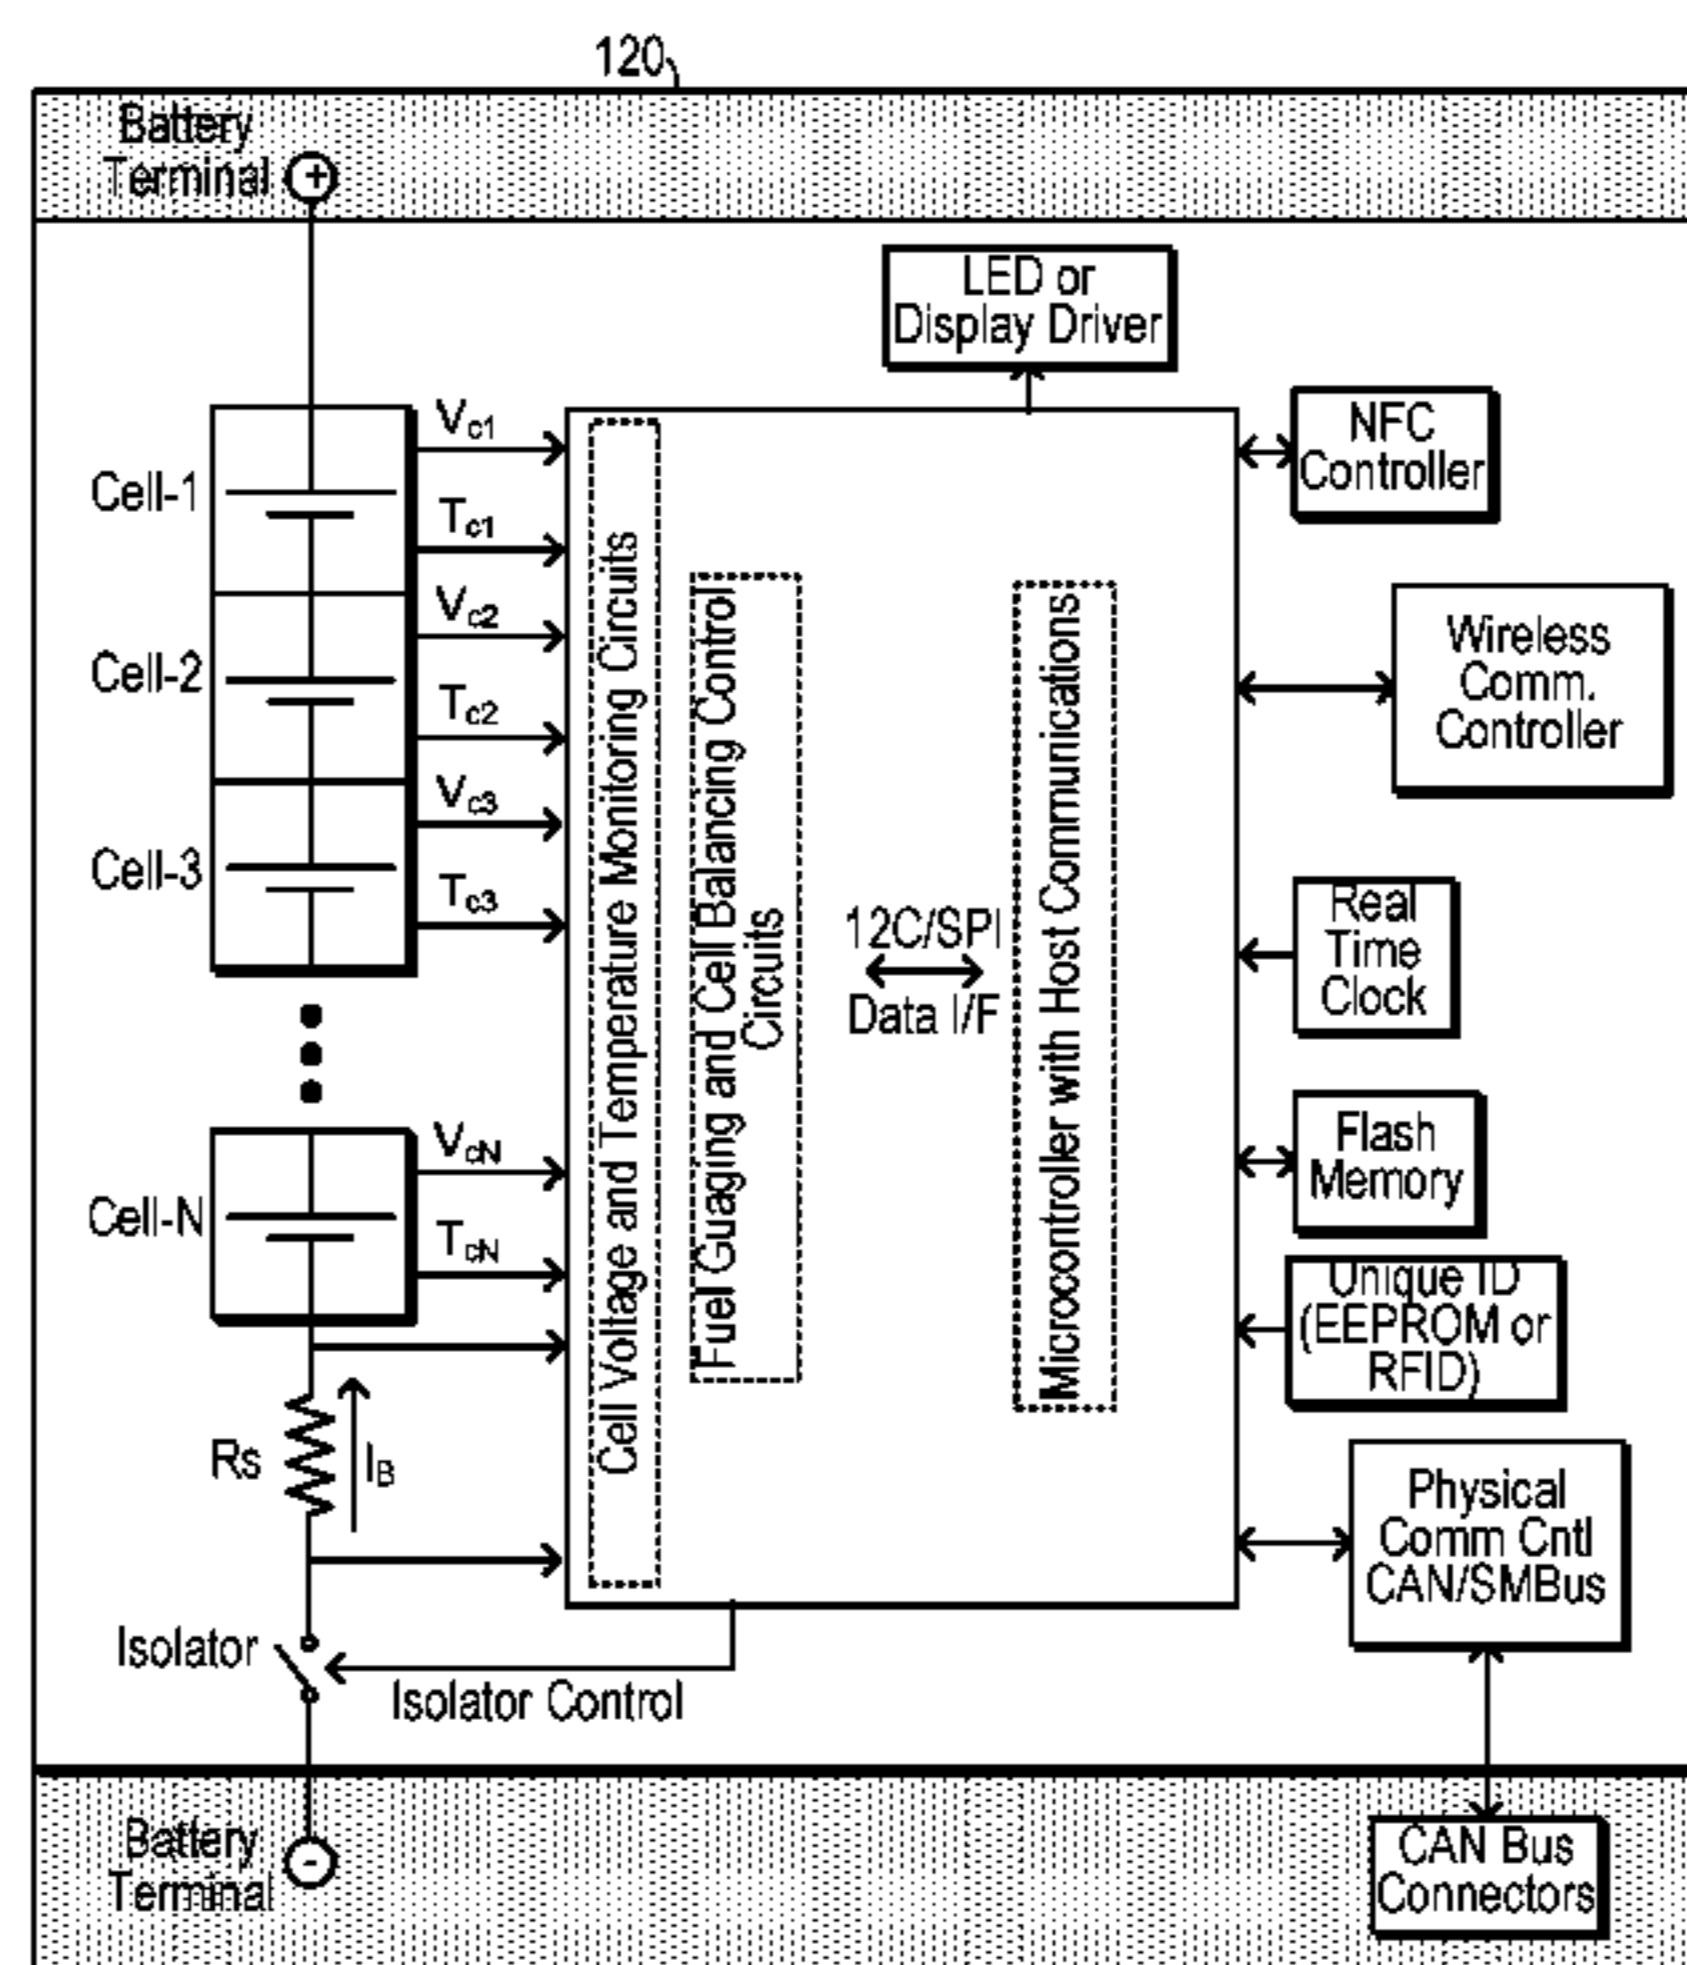 120
Battery
Terminal
+
LED or
Display Driver
NFC
Controller
Wireless
Comm.
Controller
Real
Time
Clock
Flash
Memory
Unique ID
(EEPROM or
RFID)
Physical
Comm Cntl
CAN/SMBus
CAN Bus
Connectors
Cell-1
Vc1
Tc1
Cell-2
Vc2
Tc2
Cell-3
Vc3
Tc3
Cell-N
VcN
TcN
Cell Voltage and Temperature Monitoring Circuits
Fuel Guaging and Cell Balancing Control
Circuits
12C/SPI
Data I/F
Microcontroller with Host Communications
Rs
IB
Isolator
Isolator Control
Battery
Terminal
-